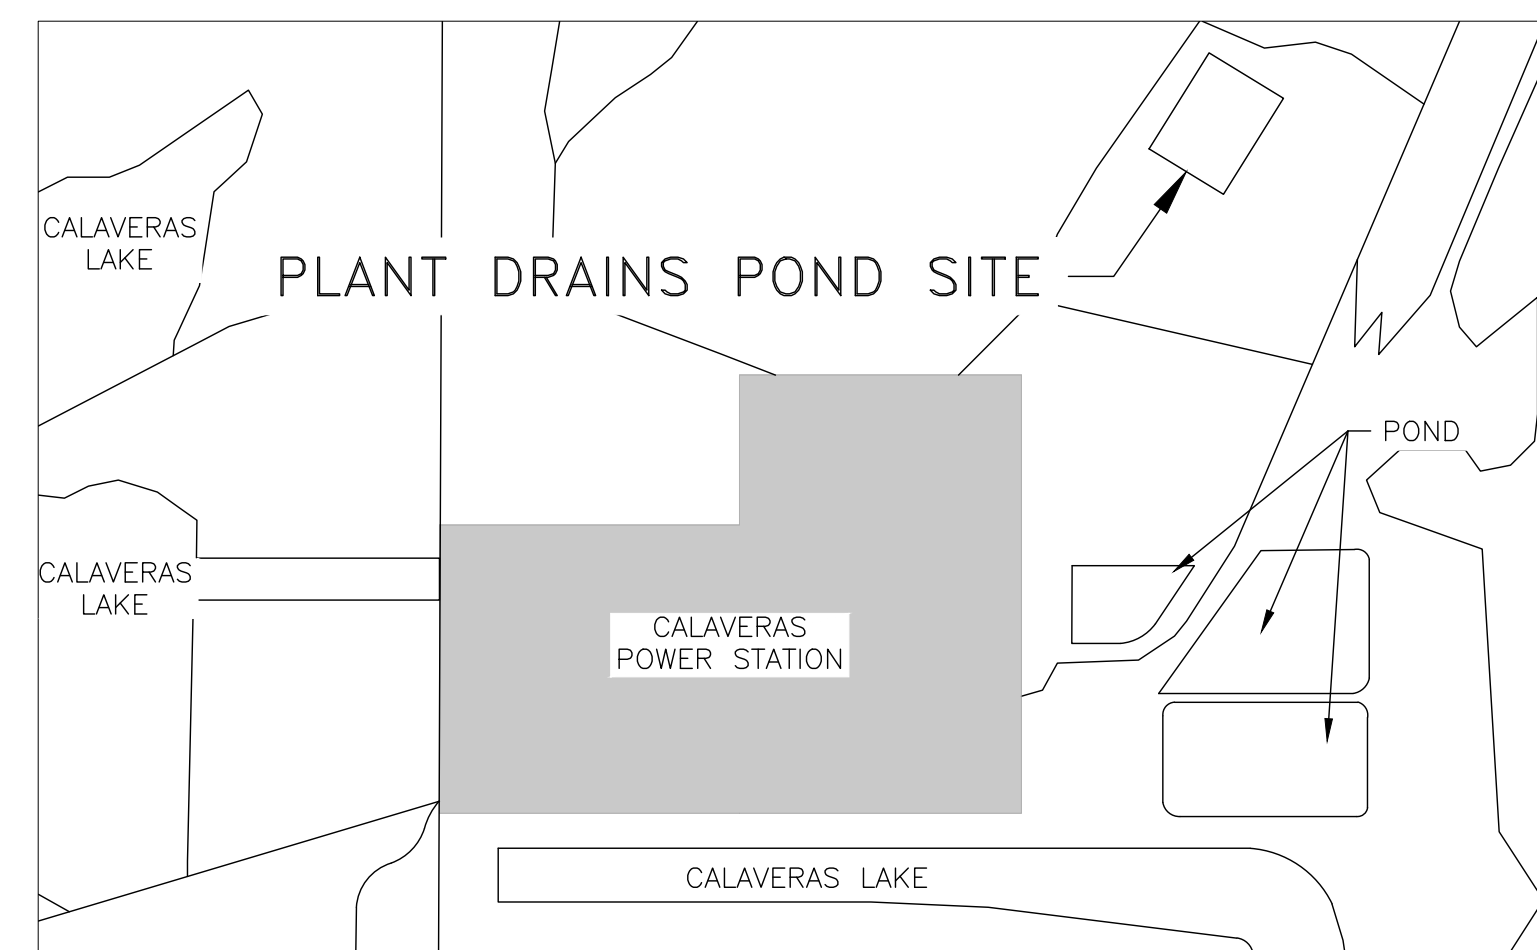 CALAVERAS
LAKE
PLANT DRAINS POND SITE
POND
CALAVERAS
LAKE
CALAVERAS
POWER STATION
CALAVERAS LAKE